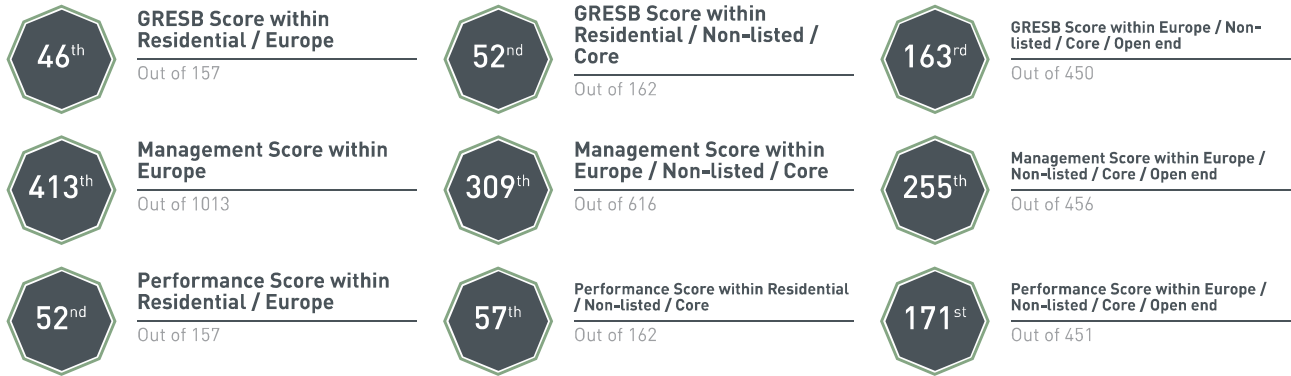 46th
GRESB Score within
Residential / Europe
Out of 157
52nd
GRESB Score within
Residential / Non-listed /
Core
Out of 162
163rd
GRESB Score within Europe / Non-
listed / Core / Open end
Out of 450
413th
Management Score within
Europe
Out of 1013
309th
Management Score within
Europe / Non-listed / Core
Out of 616
255th
Management Score within Europe /
Non-listed / Core / Open end
Out of 456
52nd
Performance Score within
Residential / Europe
Out of 157
57th
Performance Score within Residential
/ Non-listed / Core
Out of 162
171st
Performance Score within Europe /
Non-listed / Core / Open end
Out of 451